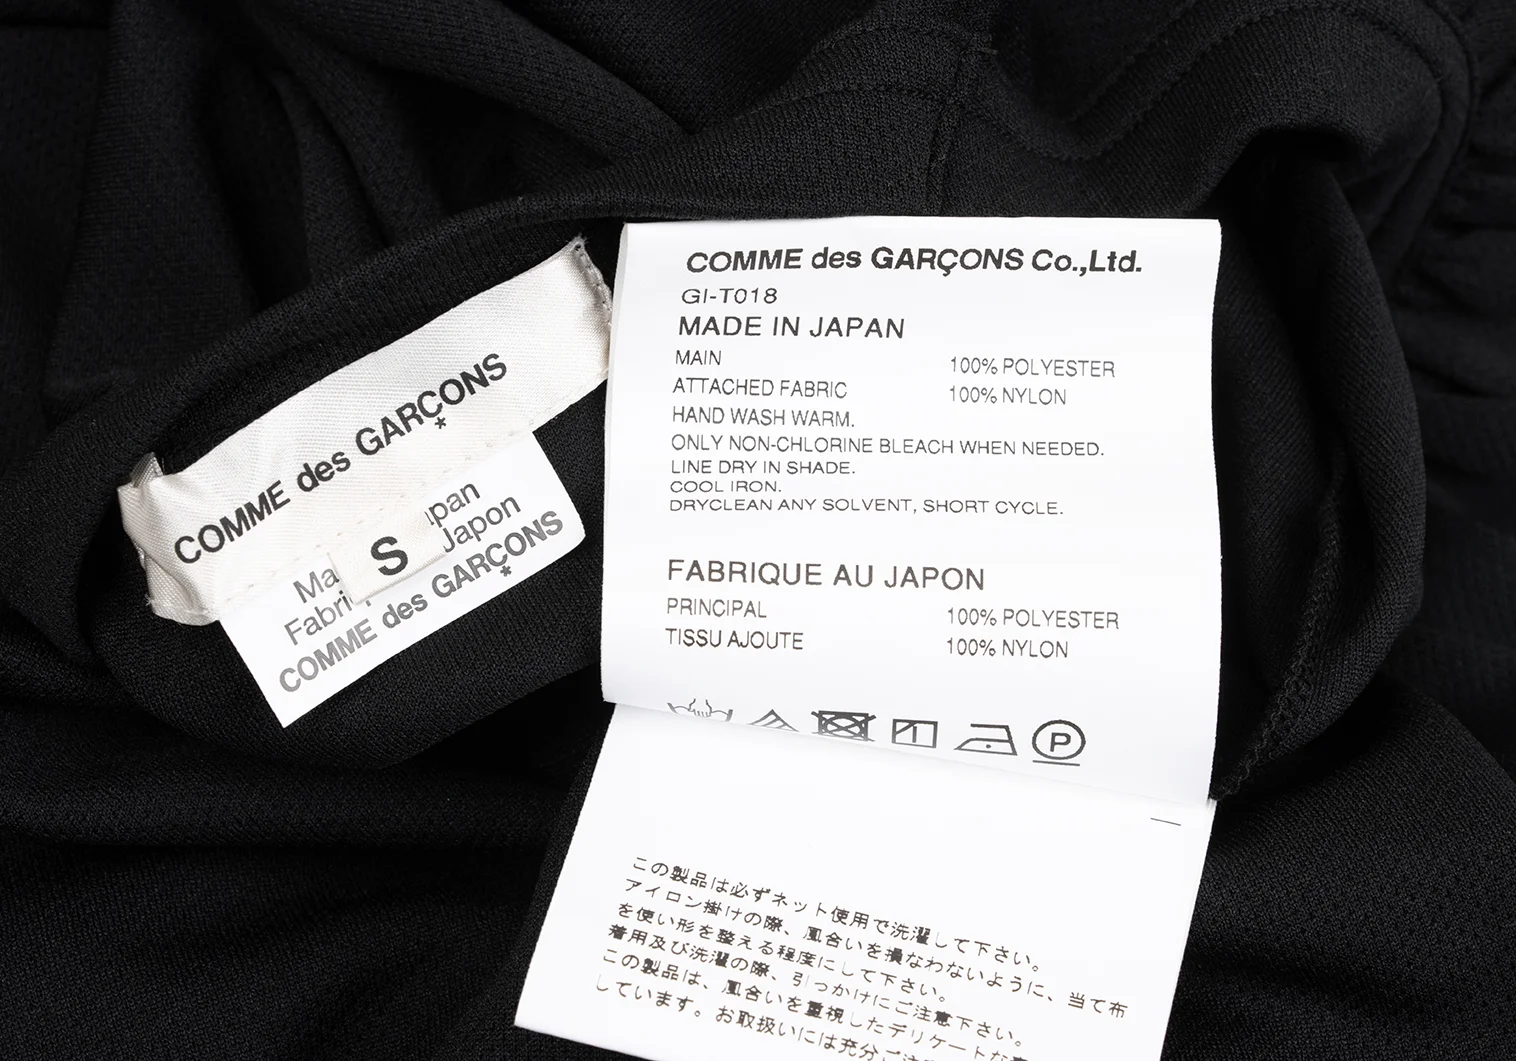 COMME des GARÇONS
*
S
Ma pan
Fabri Japon
COMME des GARÇONS
*
COMME des GARÇONS Co.,Ltd.
GI-T018
MADE IN JAPAN
MAIN 100% POLYESTER
ATTACHED FABRIC 100% NYLON
HAND WASH WARM.
ONLY NON-CHLORINE BLEACH WHEN NEEDED.
LINE DRY IN SHADE.
COOL IRON.
DRYCLEAN ANY SOLVENT, SHORT CYCLE.
FABRIQUE AU JAPON
PRINCIPAL 100% POLYESTER
TISSU AJOUTE 100% NYLON
P
この製品は必ずネット使用で洗濯して下さい。
アイロン掛けの際、風合いを損なわないように、当て布
を使い形を整える程度にして下さい。
着用及び洗濯の際、引っかけにご注意下さい。
この製品は、風合いを重視したデリケートな
しています。お取扱いには充分ご